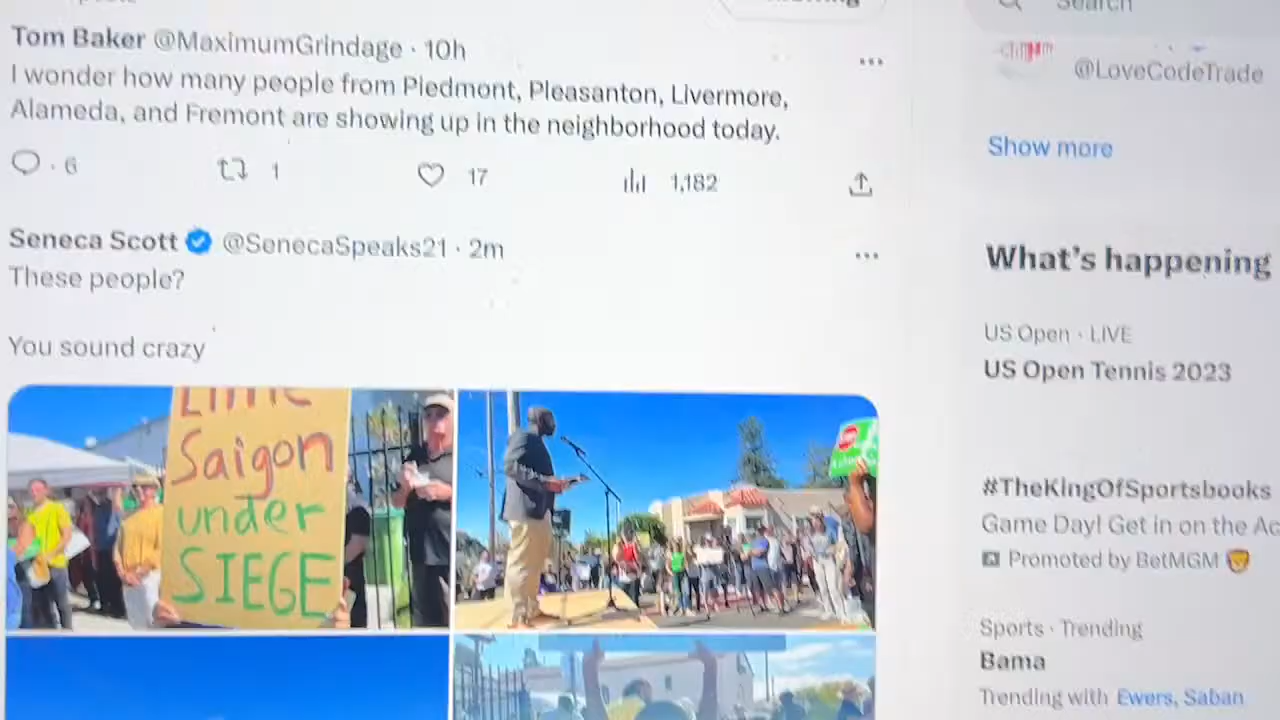 Tom Baker @MaximumGrindage · 10h
I wonder how many people from Piedmont, Pleasanton, Livermore,
Alameda, and Fremont are showing up in the neighborhood today.
6 1 17 1,182
Seneca Scott @SenecaSpeaks21 · 2m
These people?
You sound crazy
Saigon
under
SIEGE
Search
@LoveCodeTrade
Show more
What's happening
US Open · LIVE
US Open Tennis 2023
#TheKingOfSportsbooks
Game Day! Get in on the Ac
Promoted by BetMGM
Sports · Trending
Bama
Trending with Ewers, Saban